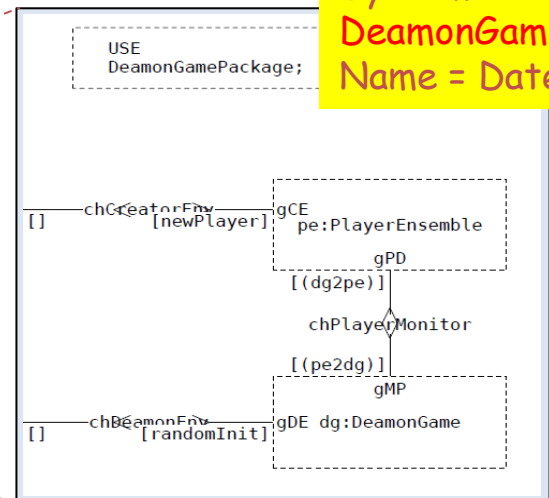 DeamonGam
Name = Date
USE
DeamonGamePackage;
chCreatorEnv
gCE
[]
[newPlayer]
pe:PlayerEnsemble
gPD
[(dg2pe)]
chPlayerMonitor
[(pe2dg)]
gMP
chDeamonEnv
gDE dg:DeamonGame
[]
[randomInit]